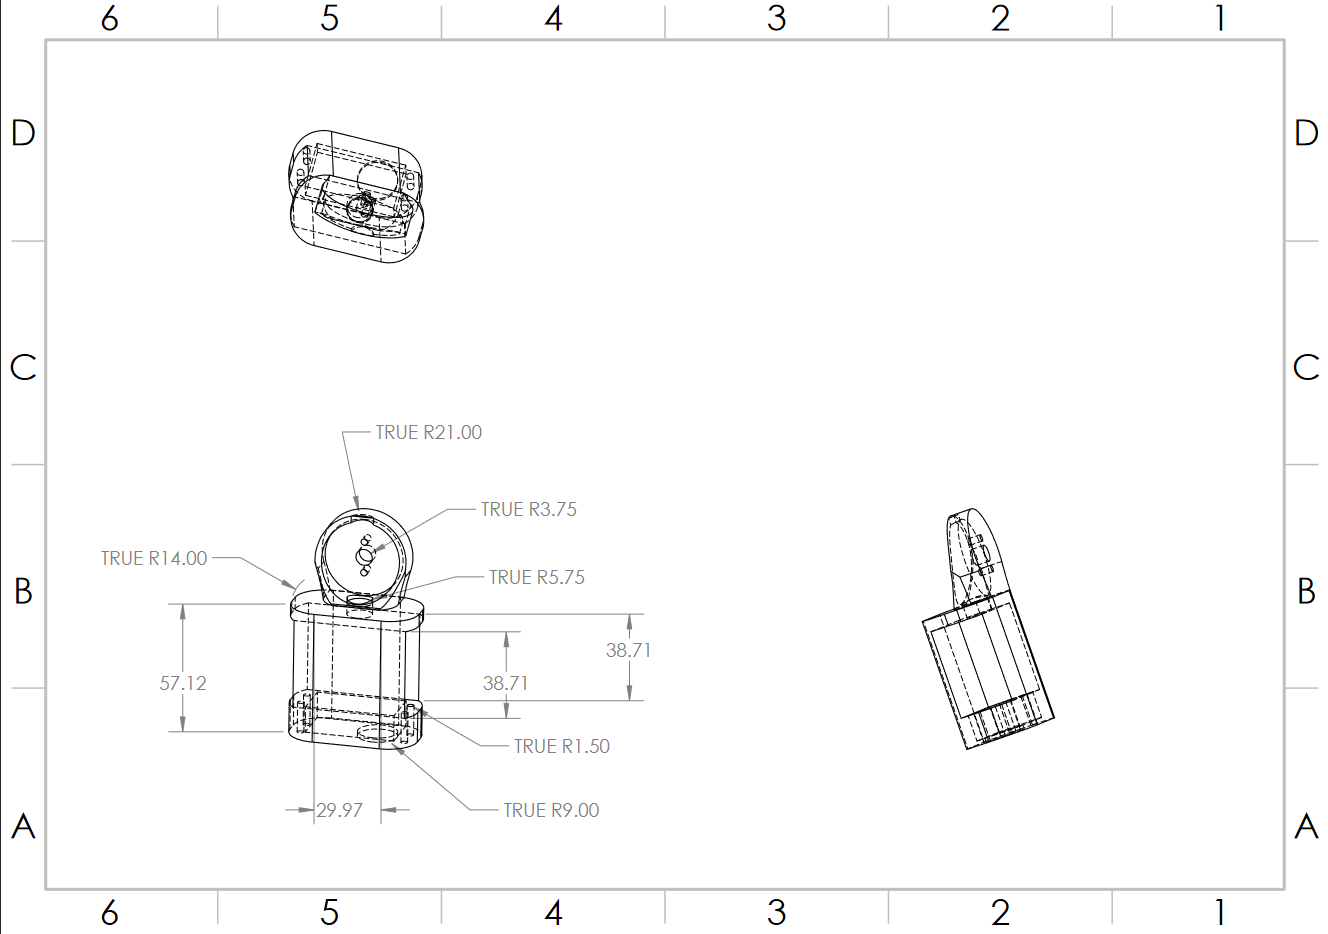 6 5 4 3 2 1
D D
C C
TRUE R21.00
TRUE R3.75
TRUE R14.00
TRUE R5.75
B B
38.71
57.12 38.71
TRUE R1.50
29.97 TRUE R9.00
A A
6 5 4 3 2 1